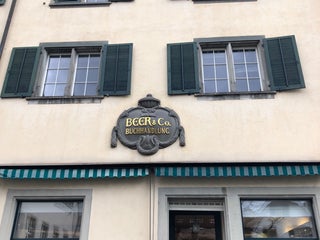 BEER & Co.
BUCHHANDLUNG